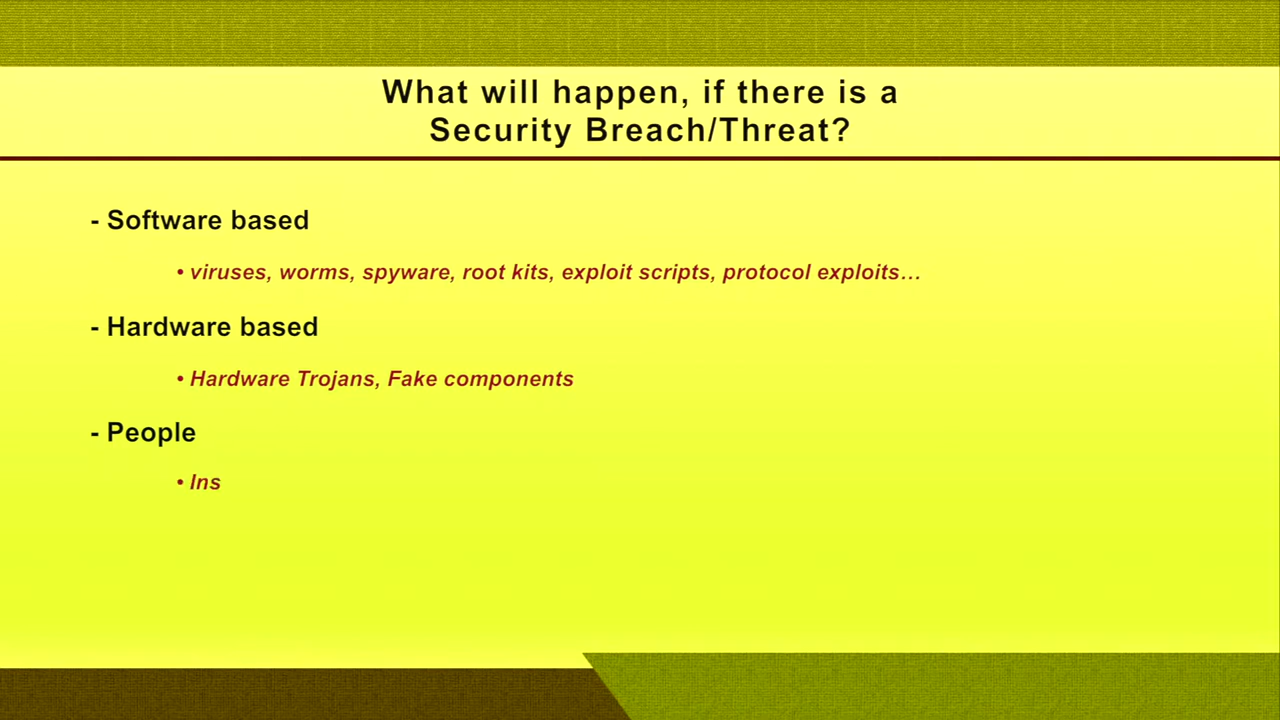 What will happen, if there is a
Security Breach/Threat?
- Software based
• viruses, worms, spyware, root kits, exploit scripts, protocol exploits...
- Hardware based
• Hardware Trojans, Fake components
- People
• Ins